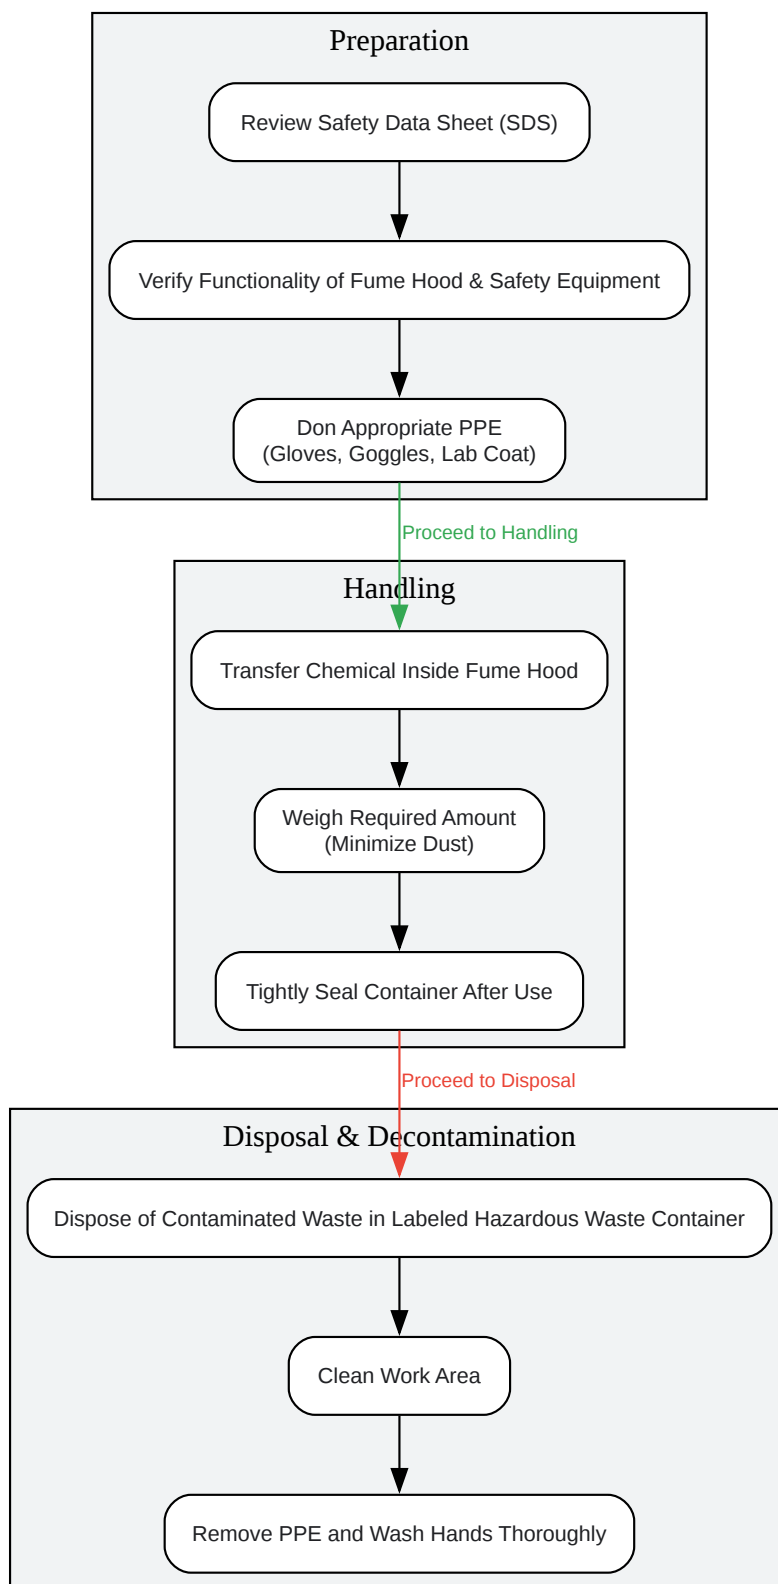 Preparation
Review Safety Data Sheet (SDS)
Verify Functionality of Fume Hood & Safety Equipment
Don Appropriate PPE
(Gloves, Goggles, Lab Coat)
Proceed to Handling
Handling
Transfer Chemical Inside Fume Hood
Weigh Required Amount
(Minimize Dust)
Tightly Seal Container After Use
Proceed to Disposal
Disposal & Decontamination
Dispose of Contaminated Waste in Labeled Hazardous Waste Container
Clean Work Area
Remove PPE and Wash Hands Thoroughly